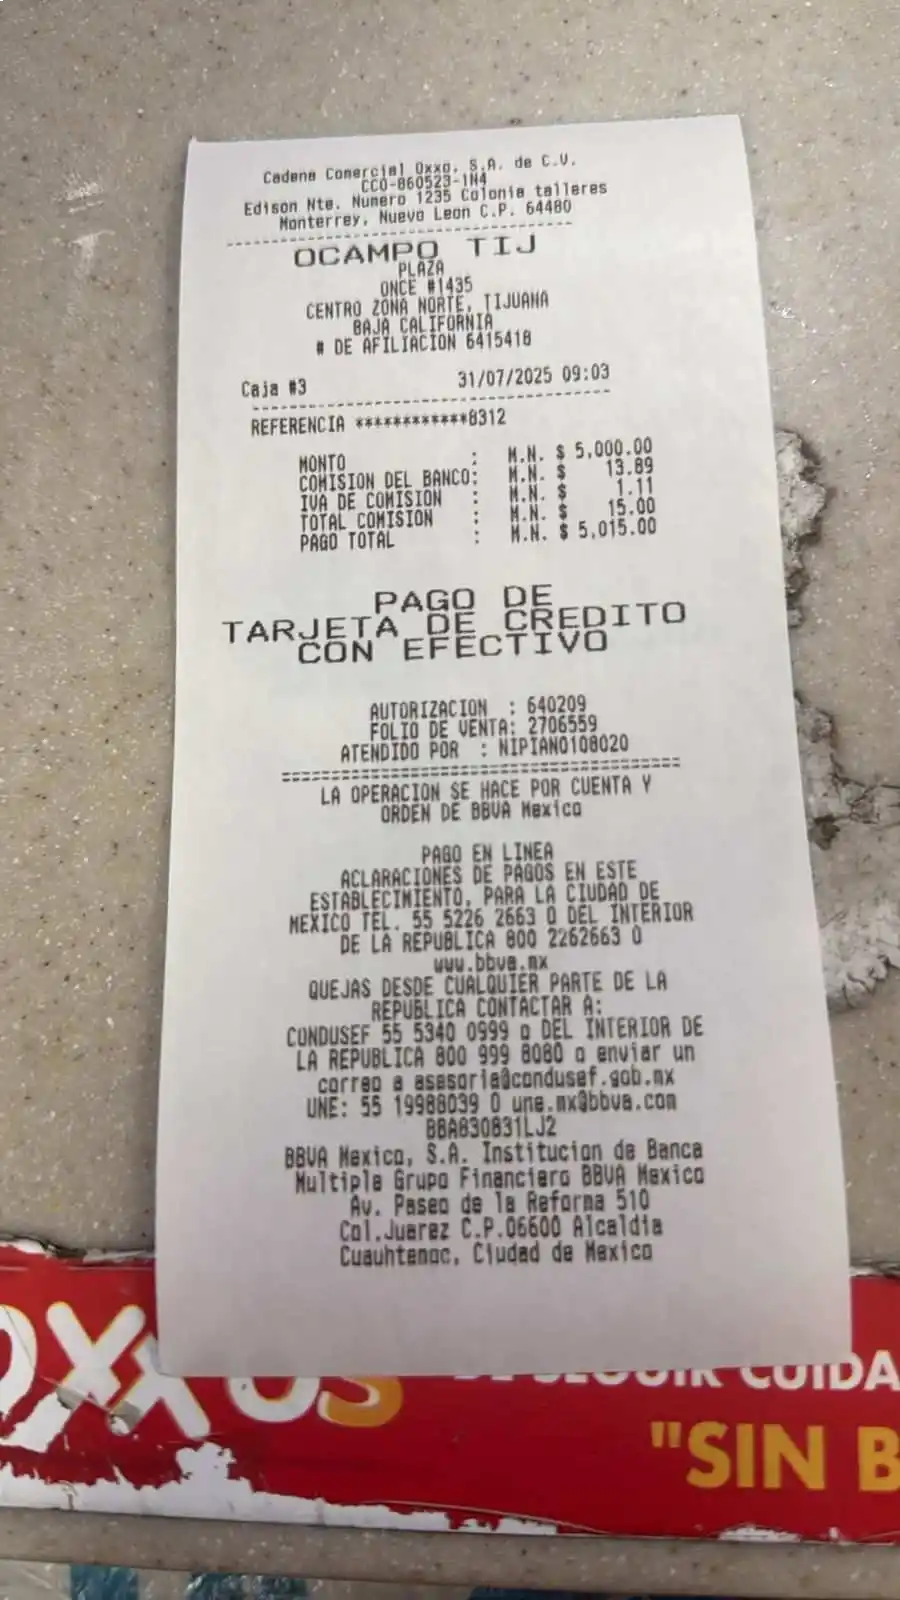 Cadena Comercial Oxxo, S.A. de C.V.
CCO-860523-1N4
Edison Nte. Numero 1235 Colonia talleres
Monterrey, Nuevo Leon C.P. 64480
OCAMPO TIJ
PLAZA
ONCE #1435
CENTRO ZONA NORTE, TIJUANA
BAJA CALIFORNIA
# DE AFILIACION 6415418
Caja #3 31/07/2025 09:03
REFERENCIA ************8312
MONTO : M.N. $ 5,000.00
COMISION DEL BANCO: M.N. $ 13.89
IVA DE COMISION : M.N. $ 1.11
TOTAL COMISION : M.N. $ 15.00
PAGO TOTAL : M.N. $ 5,015.00
PAGO DE
TARJETA DE CREDITO
CON EFECTIVO
AUTORIZACION : 640209
FOLIO DE VENTA: 2706559
ATENDIDO POR : NIPIANO108020
LA OPERACION SE HACE POR CUENTA Y
ORDEN DE BBVA Mexico
PAGO EN LINEA
ACLARACIONES DE PAGOS EN ESTE
ESTABLECIMIENTO, PARA LA CIUDAD DE
MEXICO TEL. 55 5226 2663 O DEL INTERIOR
DE LA REPUBLICA 800 2262663 O
www.bbva.mx
QUEJAS DESDE CUALQUIER PARTE DE LA
REPUBLICA CONTACTAR A:
CONDUSEF 55 5340 0999 o DEL INTERIOR DE
LA REPUBLICA 800 999 8080 o enviar un
correo a asesoria@condusef.gob.mx
UNE: 55 19988039 O une.mx@bbva.com
BBA830831LJ2
BBVA Mexico, S.A. Institucion de Banca
Multiple Grupo Financiero BBVA Mexico
Av. Paseo de la Reforma 510
Col.Juarez C.P.06600 Alcaldia
Cuauhtemoc, Ciudad de Mexico
DE SEGUIR CUIDA
"SIN B